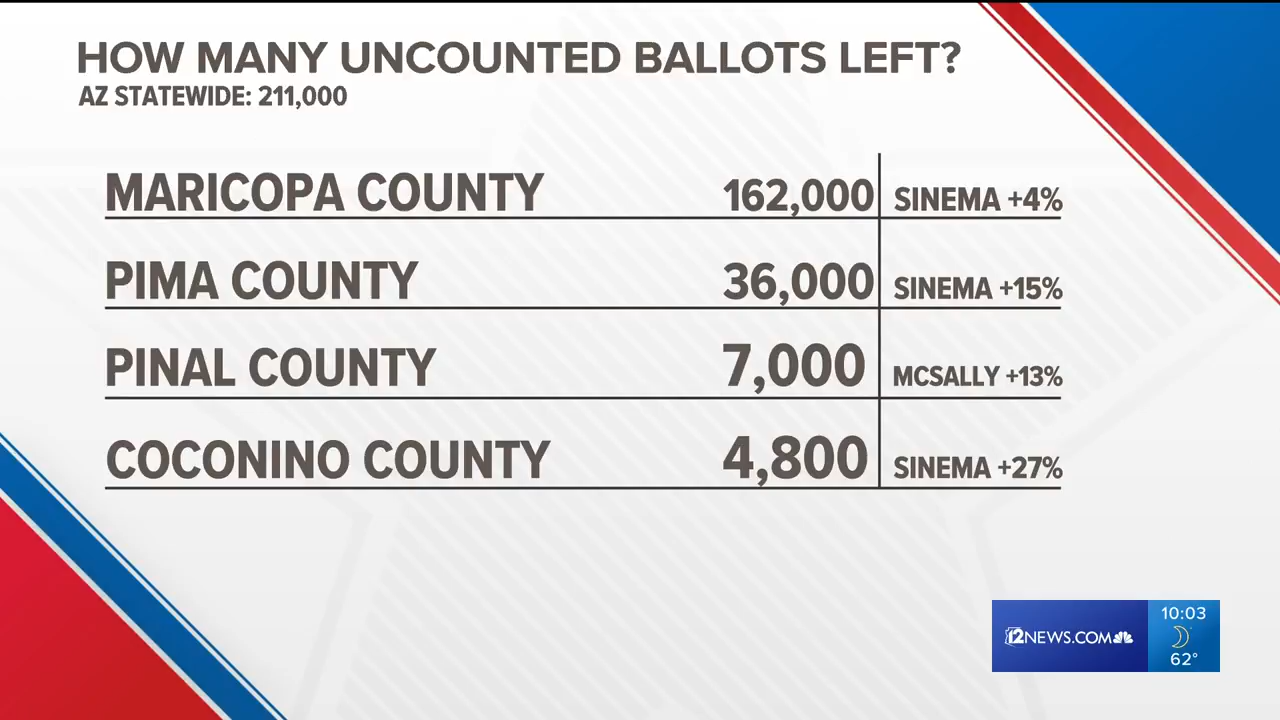 HOW MANY UNCOUNTED BALLOTS LEFT?
AZ STATEWIDE: 211,000
MARICOPA COUNTY 162,000 SINEMA +4%
PIMA COUNTY 36,000 SINEMA +15%
PINAL COUNTY 7,000 MCSALLY +13%
COCONINO COUNTY 4,800 SINEMA +27%
12NEWS.COM
10:03
62°